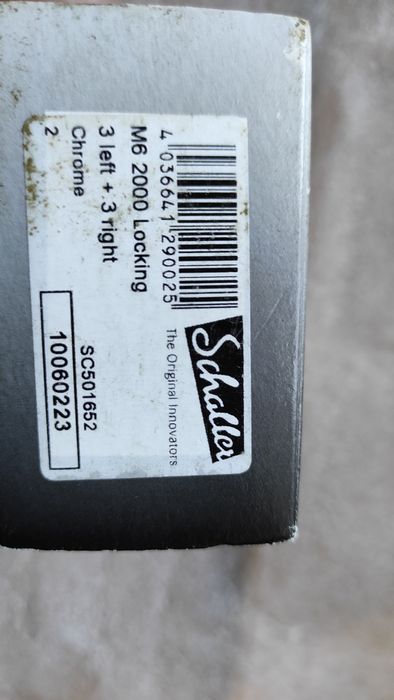 4 036641 290025
Schaller
The Original Innovators
M6 2000 Locking
3 left + 3 right
Chrome
2
SC501652
10060223